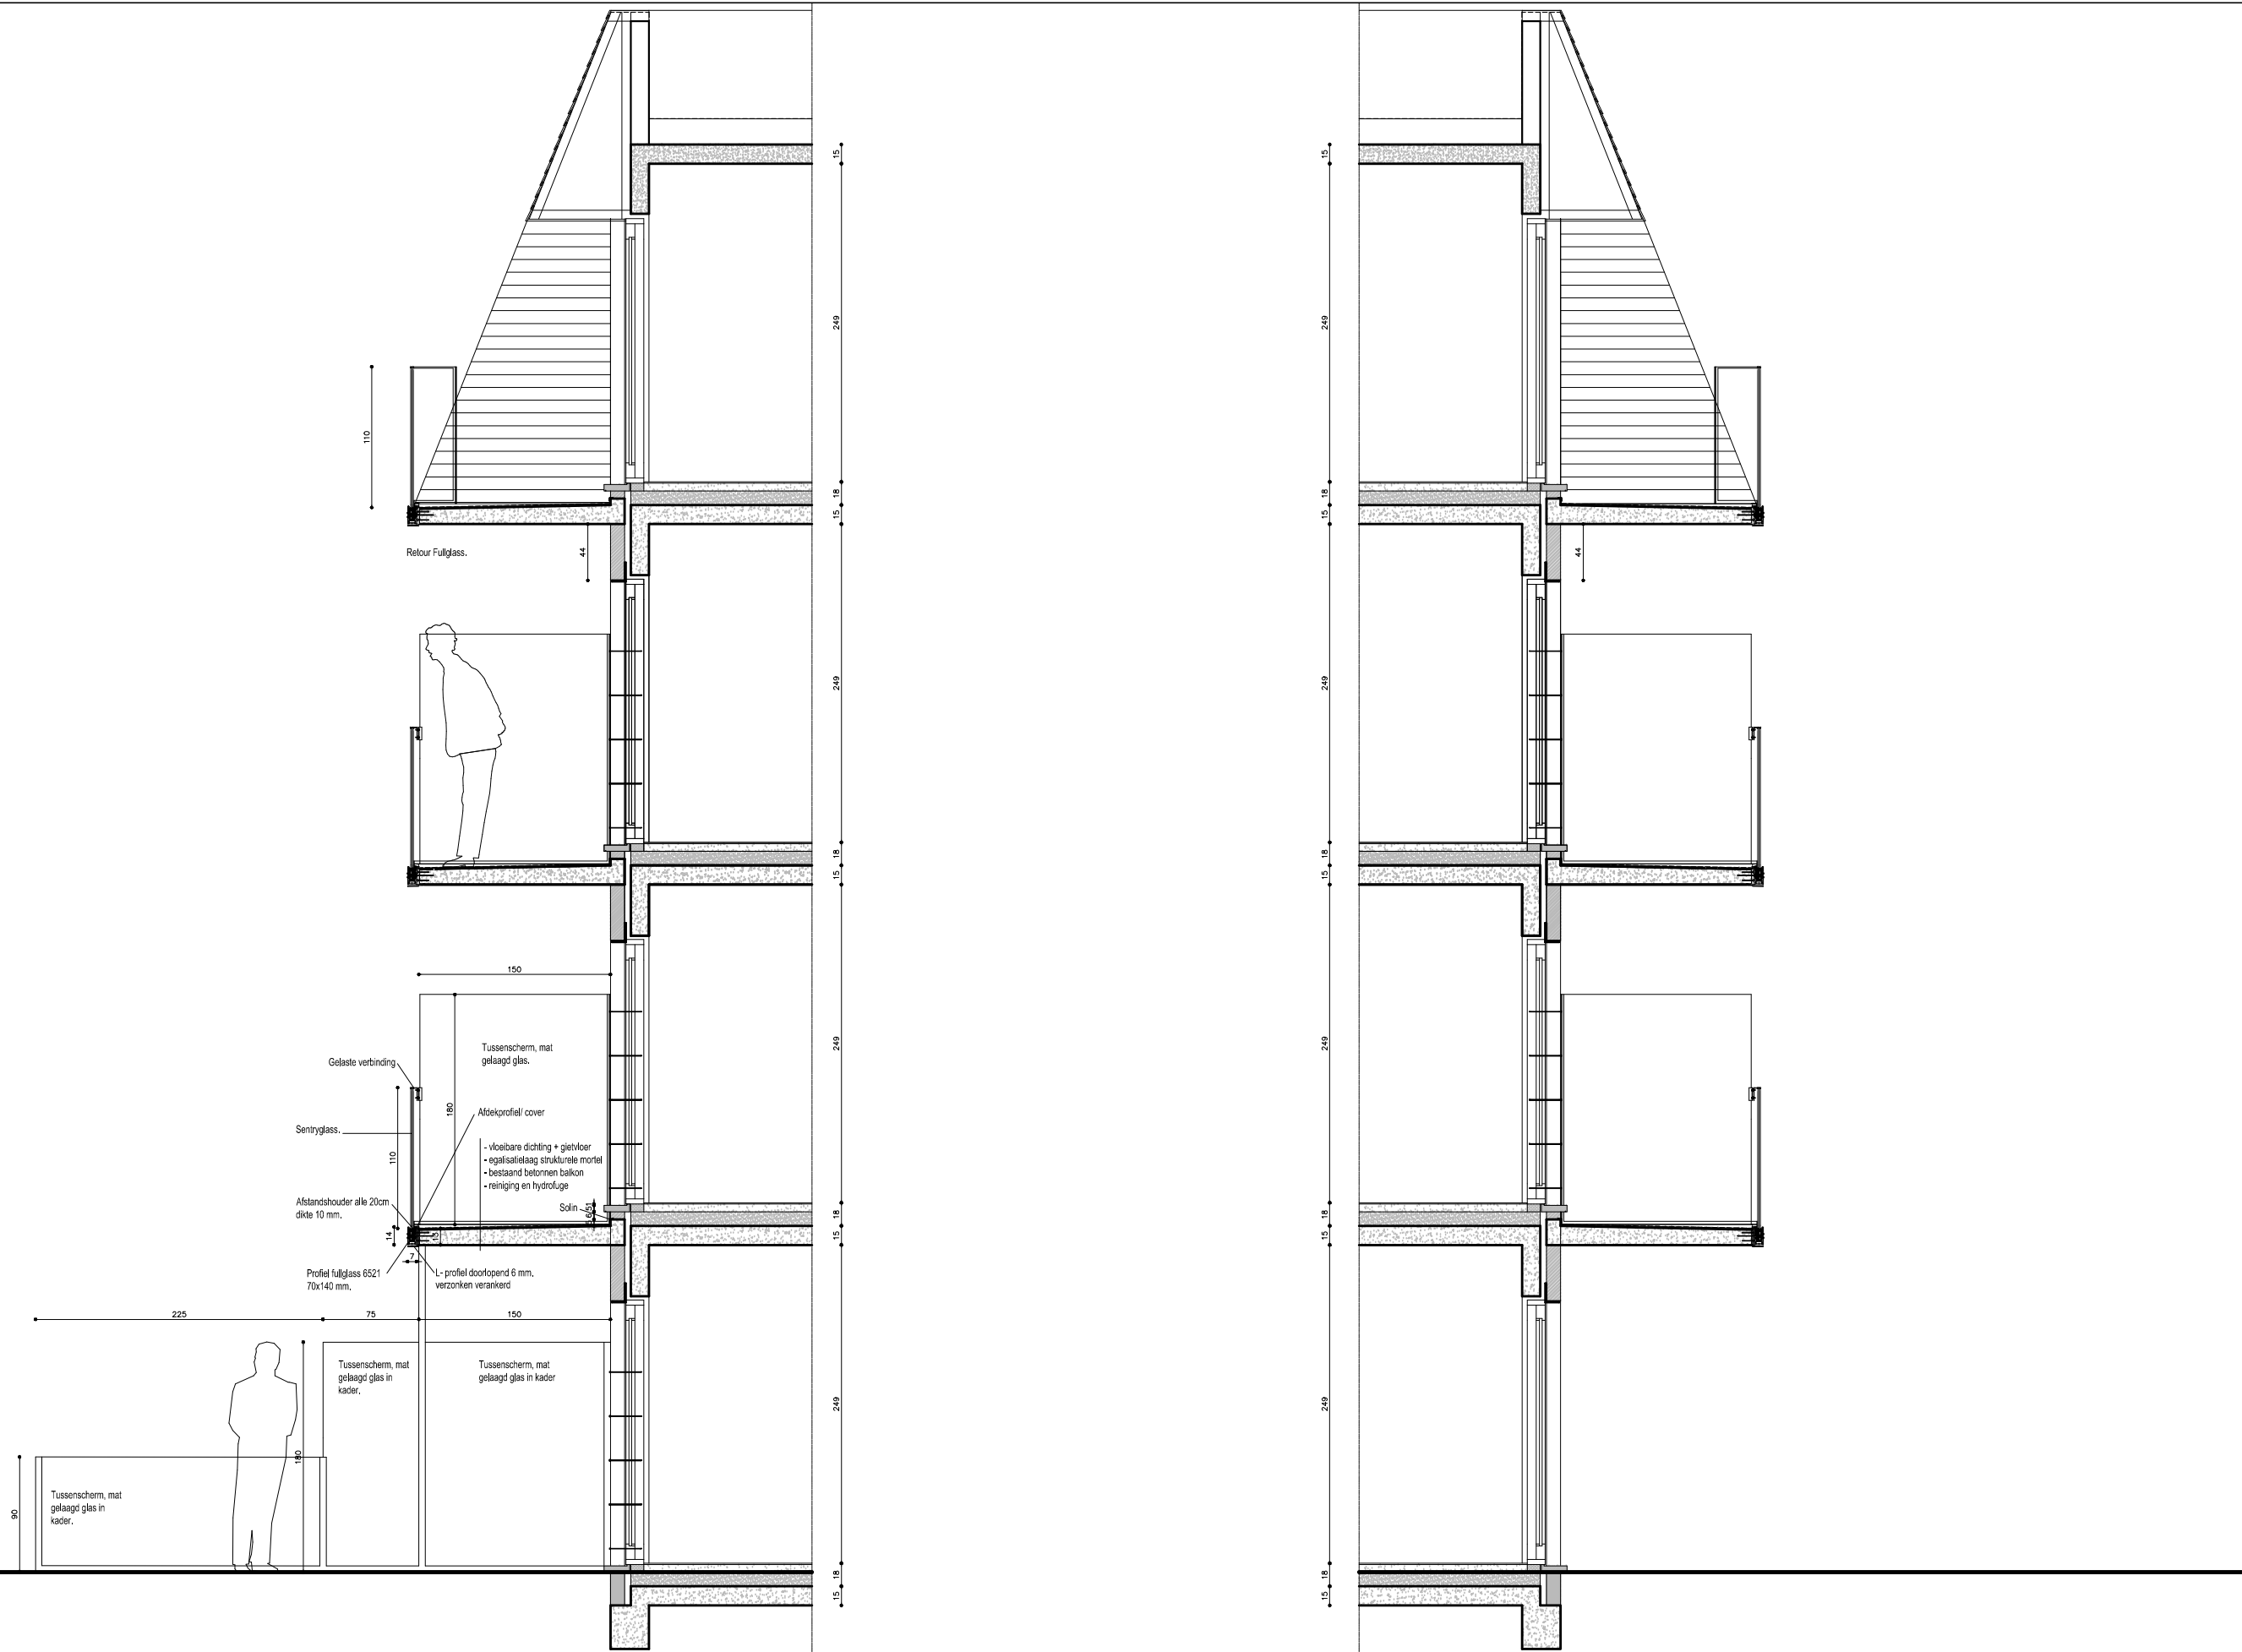 15
15
249
249
110
18
18
15
15
44
44
Retour Fullglass.
249
249
18
18
15
15
150
249
249
Tussenscherm, mat
gelaagd glas.
Gelaste verbinding
180
Afdekprofiel/ cover
Sentryglass.
110
- vloeibare dichting + gietvloer
- egalisatielaag strukturele mortel
- bestaand betonnen balkon
- reiniging en hydrofuge
Afstandshouder alle 20cm
dikte 10 mm.
Solin
18
18
14
13
15
15
7
Profiel fullglass 6521
70x140 mm.
L- profiel doorlopend 6 mm.
verzonken verankerd
225
75
150
Tussenscherm, mat
gelaagd glas in
kader.
Tussenscherm, mat
gelaagd glas in kader
249
249
180
90
Tussenscherm, mat
gelaagd glas in
kader.
18
18
15
15